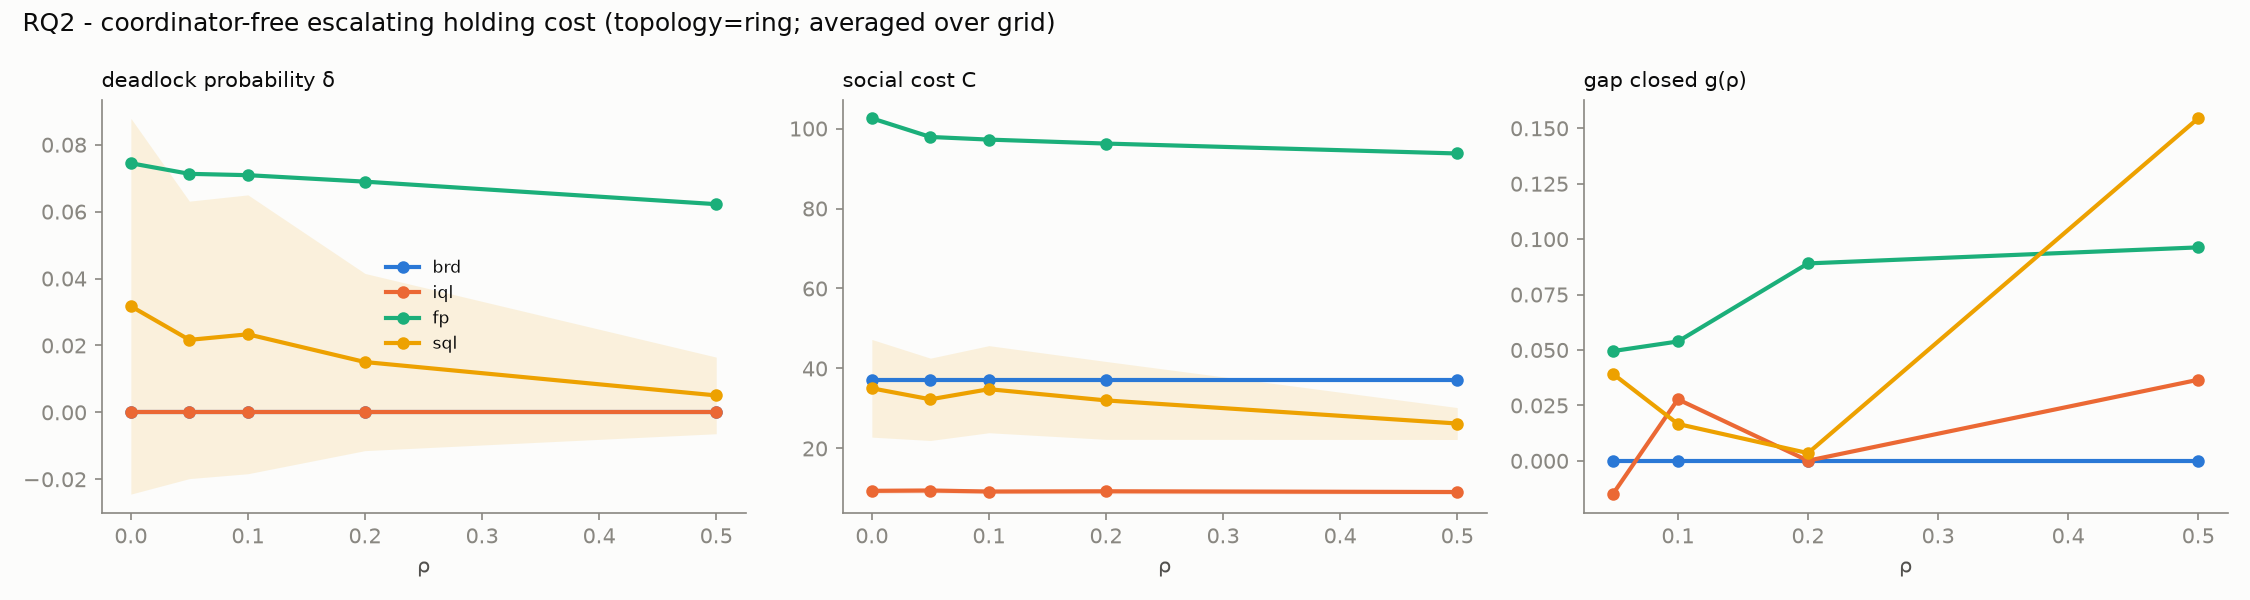 RQ2 - coordinator-free escalating holding cost (topology=ring; averaged over grid)
deadlock probability δ
0.08
0.06
0.04
0.02
0.00
−0.02
0.0 0.1 0.2 0.3 0.4 0.5
ρ
brd
iql
fp
sql
social cost C
100
80
60
40
20
0.0 0.1 0.2 0.3 0.4 0.5
ρ
gap closed g(ρ)
0.150
0.125
0.100
0.075
0.050
0.025
0.000
0.1 0.2 0.3 0.4 0.5
ρ